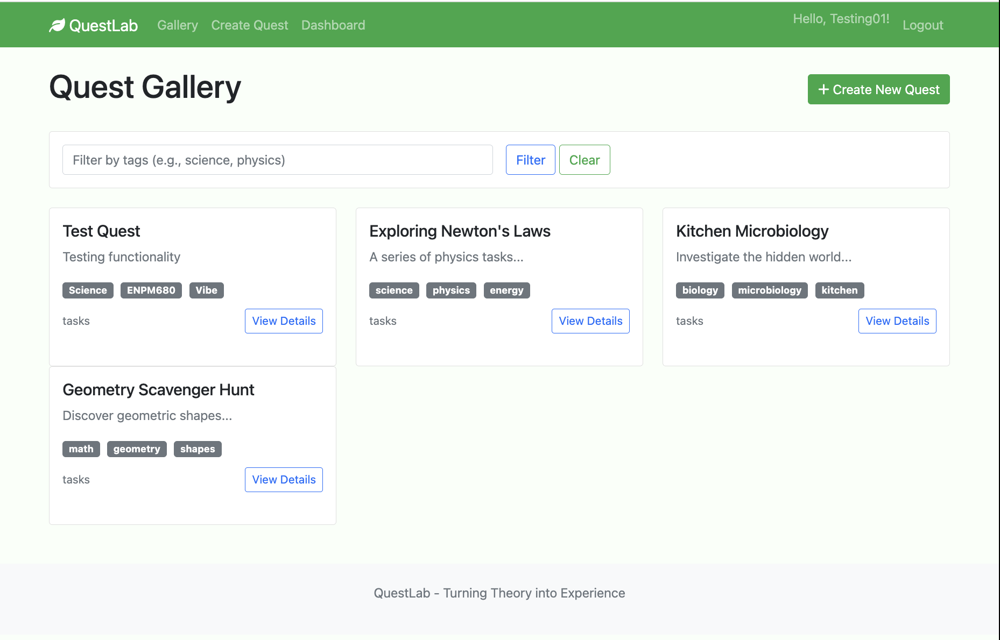 QuestLab Gallery Create Quest Dashboard Hello, Testing01! Logout
Quest Gallery
+ Create New Quest
Filter by tags (e.g., science, physics) Filter Clear
Test Quest
Testing functionality
Science ENPM680 Vibe
tasks View Details
Exploring Newton's Laws
A series of physics tasks...
science physics energy
tasks View Details
Kitchen Microbiology
Investigate the hidden world...
biology microbiology kitchen
tasks View Details
Geometry Scavenger Hunt
Discover geometric shapes...
math geometry shapes
tasks View Details
QuestLab - Turning Theory into Experience